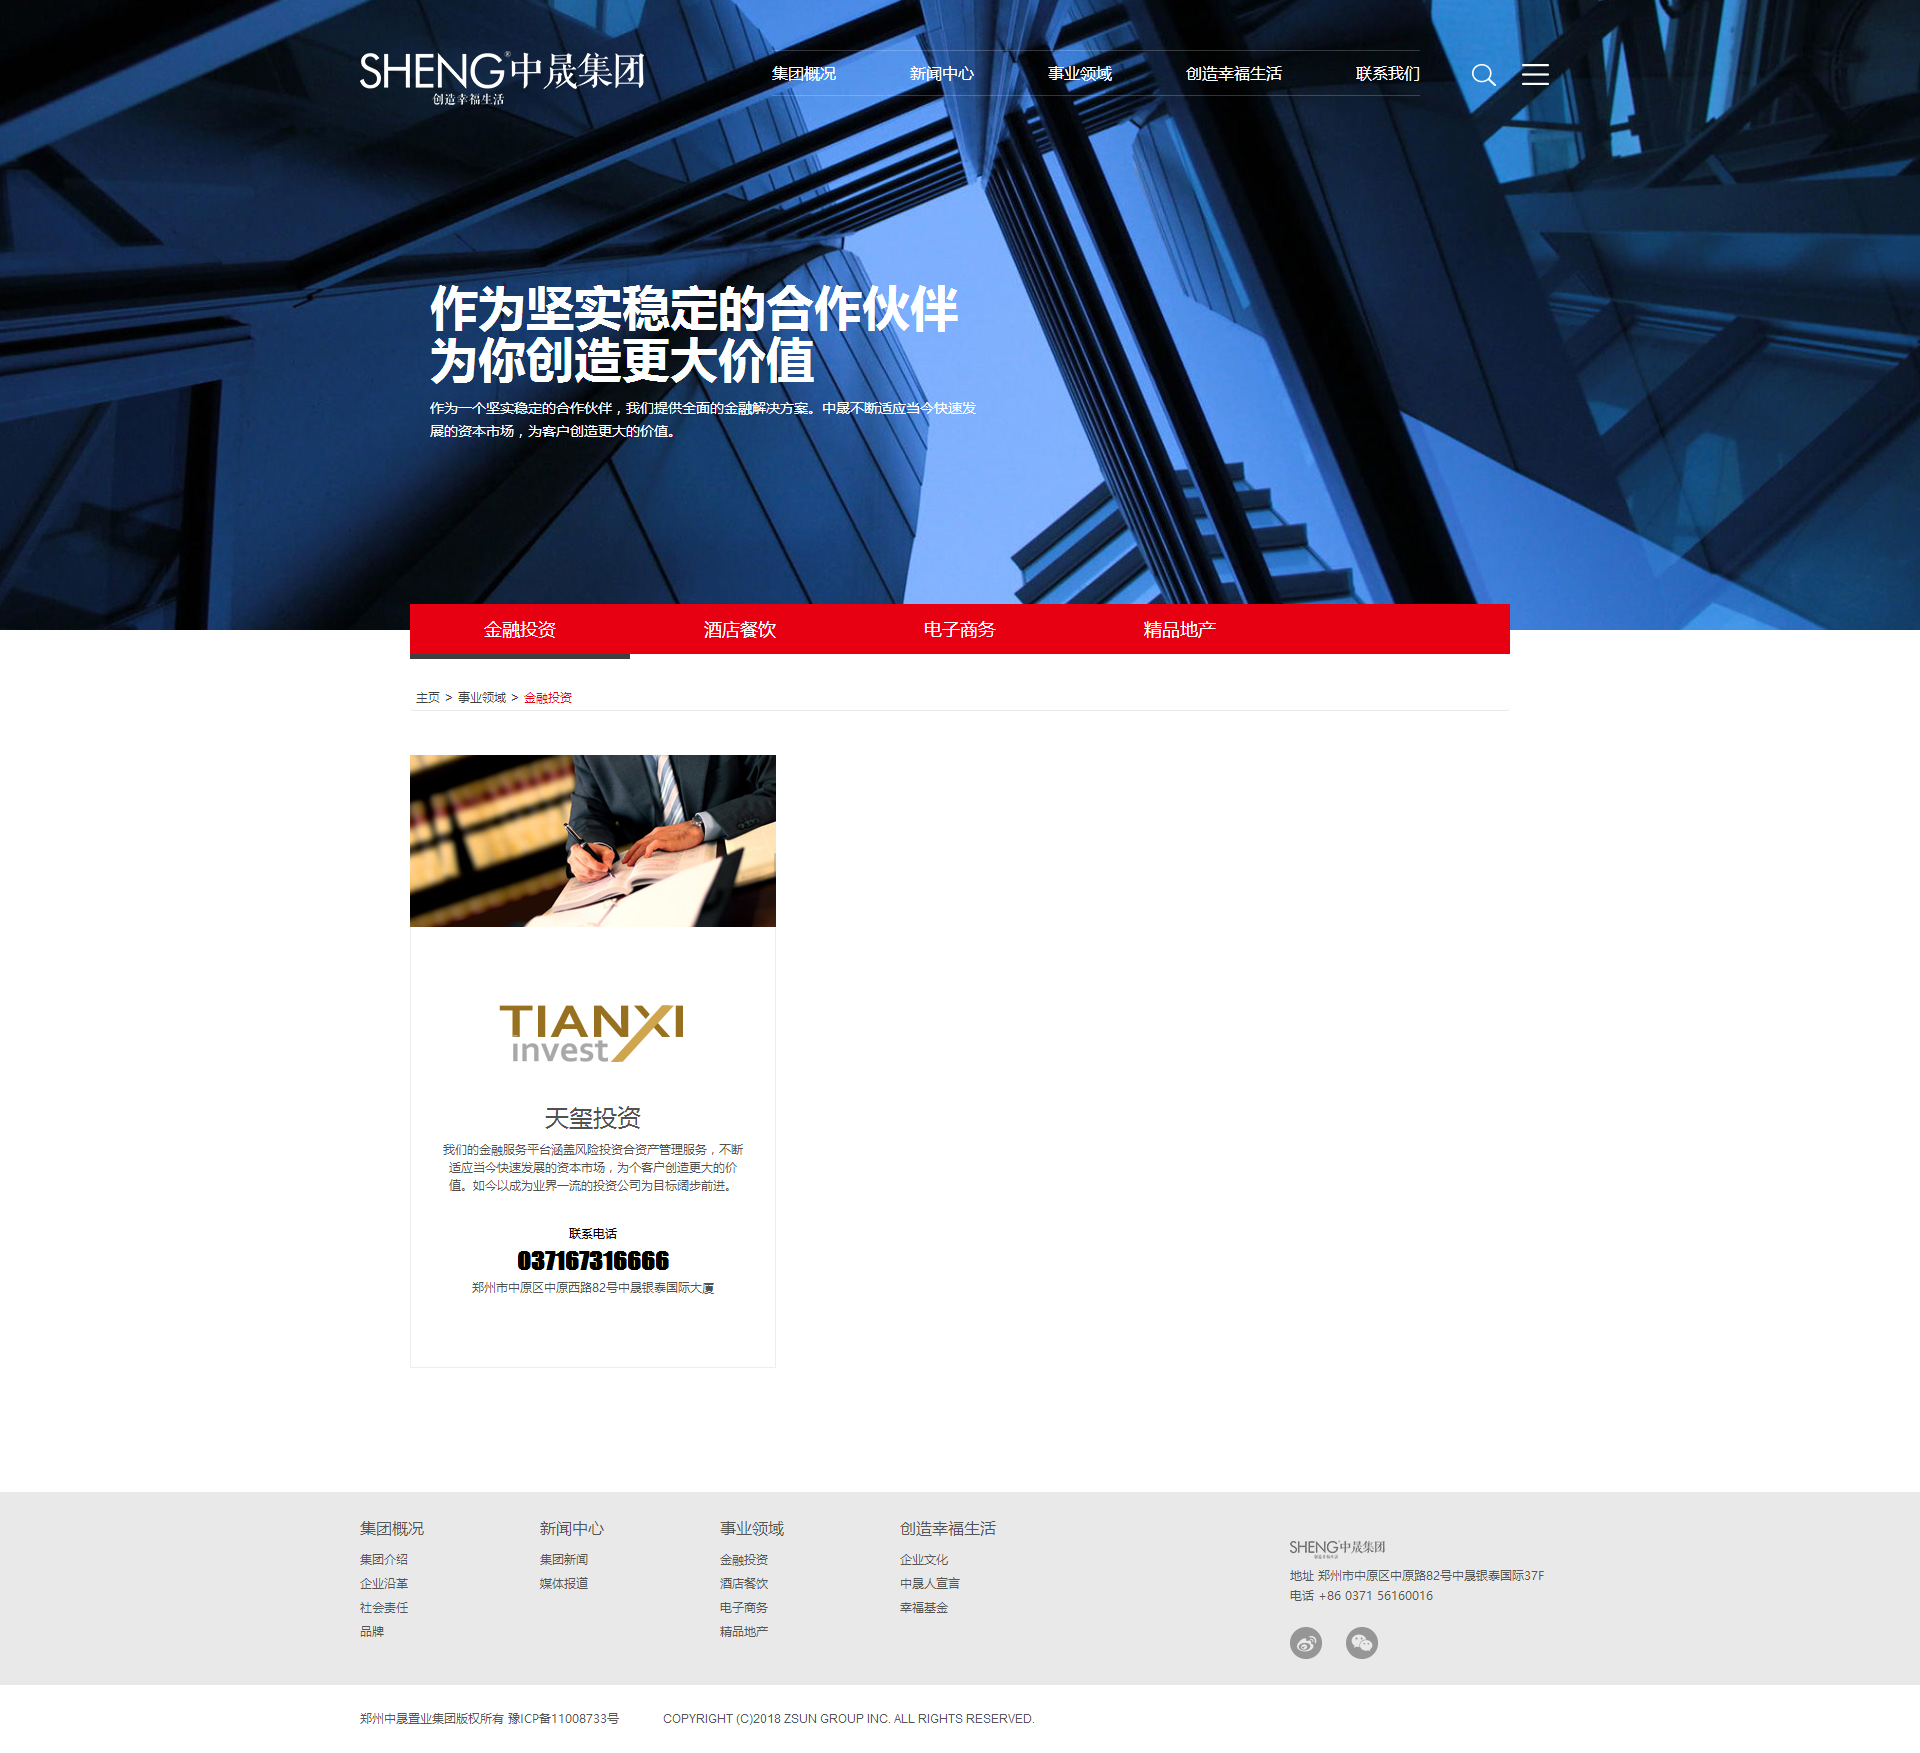 SHENG®中晟集团
创造幸福生活
集团概况 新闻中心 事业领域 创造幸福生活 联系我们
作为坚实稳定的合作伙伴
为你创造更大价值
作为一个坚实稳定的合作伙伴，我们提供全面的金融解决方案。中晟不断适应当今快速发
展的资本市场，为客户创造更大的价值。
金融投资 酒店餐饮 电子商务 精品地产
主页 > 事业领域 > 金融投资
TIANXI
invest
天玺投资
我们的金融服务平台涵盖风险投资合资产管理服务，不断
适应当今快速发展的资本市场，为个客户创造更大的价
值。如今以成为业界一流的投资公司为目标阔步前进。
联系电话
037167316666
郑州市中原区中原西路82号中晟银泰国际大厦
集团概况
集团介绍
企业沿革
社会责任
品牌
新闻中心
集团新闻
媒体报道
事业领域
金融投资
酒店餐饮
电子商务
精品地产
创造幸福生活
企业文化
中晟人宣言
幸福基金
SHENG中晟集团
创造幸福生活
地址 郑州市中原区中原路82号中晟银泰国际37F
电话 +86 0371 56160016
郑州中晟置业集团版权所有 豫ICP备11008733号 COPYRIGHT (C)2018 ZSUN GROUP INC. ALL RIGHTS RESERVED.